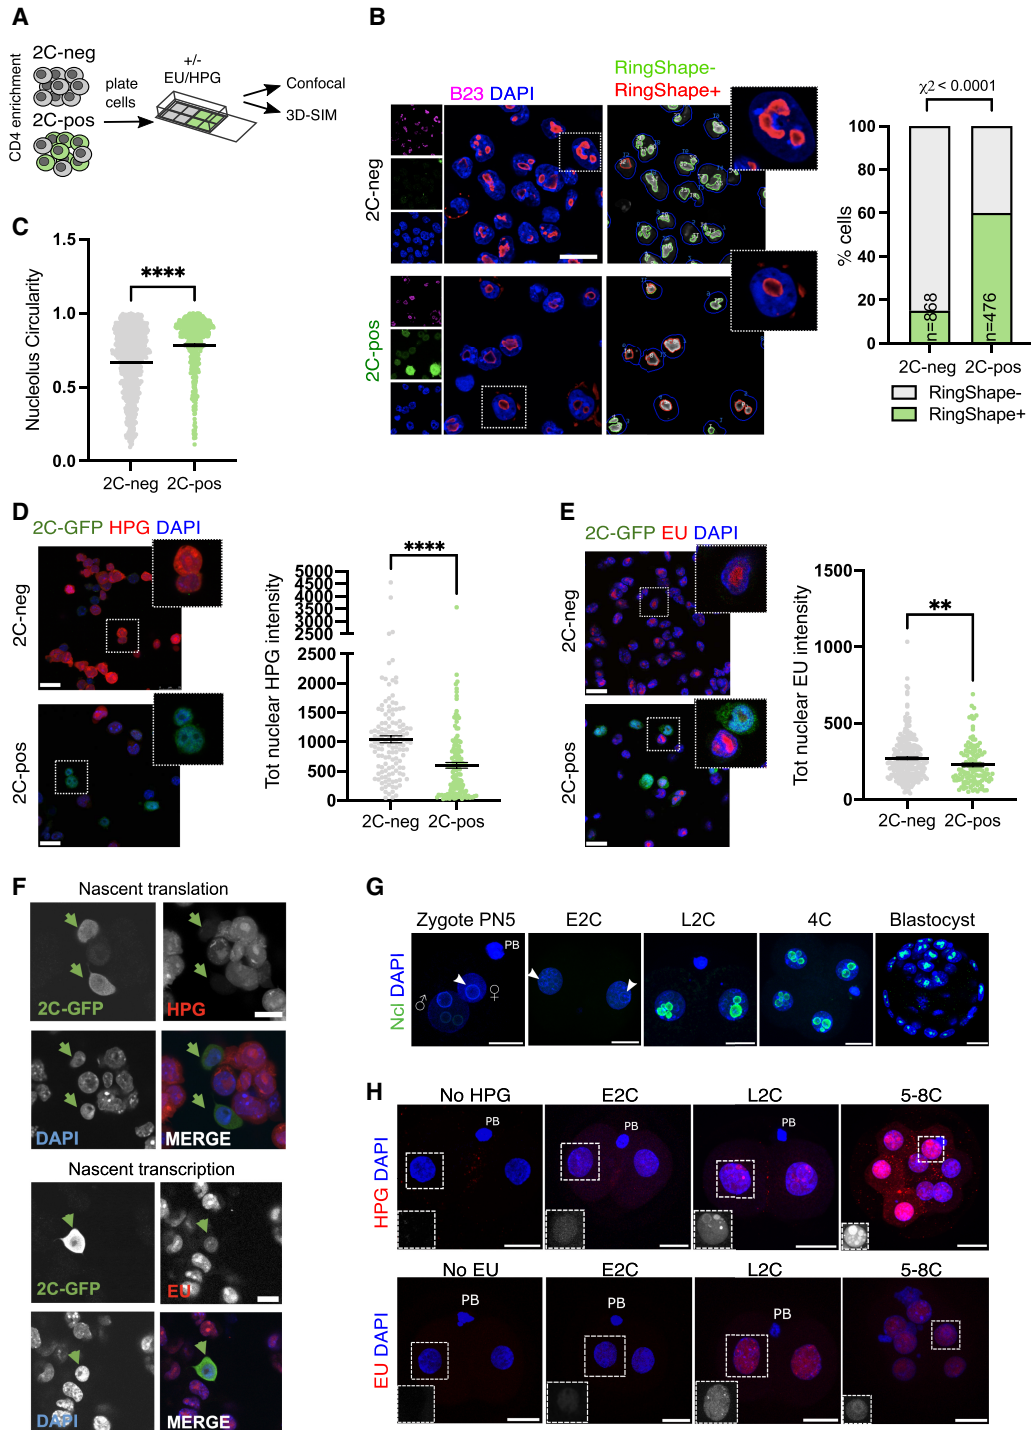 A
CD4 enrichment
2C-neg
2C-pos
plate
cells
+/-
EU/HPG
Confocal
3D-SIM
B
B23 DAPI
RingShape-
RingShape+
2C-neg
2C-pos
χ2 < 0.0001
% cells
100
80
60
40
20
0
n=868
n=476
2C-neg 2C-pos
RingShape-
RingShape+
C
Nucleolus Circularity
1.5
1.0
0.5
0.0
****
2C-neg 2C-pos
D
2C-GFP HPG DAPI
2C-neg
2C-pos
Tot nuclear HPG intensity
5000
4500
4000
3500
3000
2500
2500
2000
1500
1000
500
0
****
2C-neg 2C-pos
E
2C-GFP EU DAPI
2C-neg
2C-pos
Tot nuclear EU intensity
1500
1000
500
0
**
2C-neg 2C-pos
F
Nascent translation
2C-GFP
HPG
DAPI
MERGE
Nascent transcription
2C-GFP
EU
DAPI
MERGE
G
Zygote PN5 E2C L2C 4C Blastocyst
Ncl DAPI
PB
♂ ♀
H
No HPG E2C L2C 5-8C
HPG DAPI
PB PB PB
No EU E2C L2C 5-8C
EU DAPI
PB PB PB